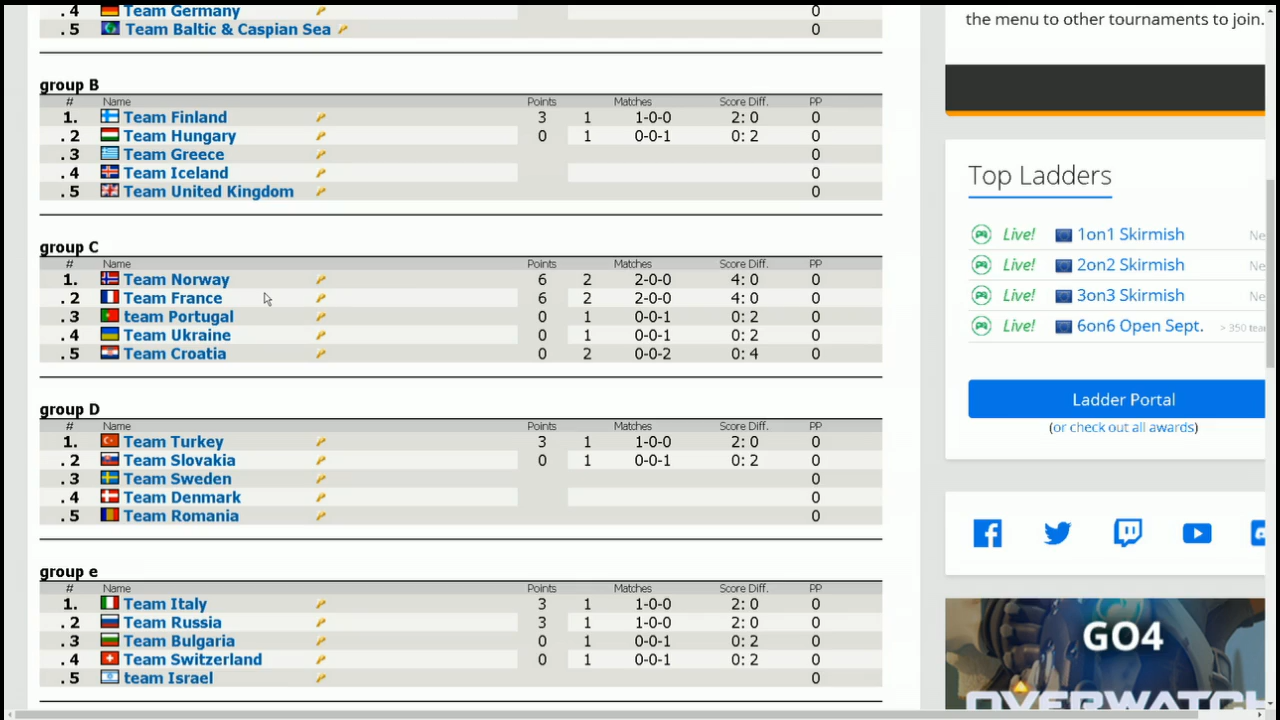 . 4 Team Germany 0
. 5 Team Baltic & Caspian Sea 0
group B
# Name Points Matches Score Diff. PP
1. Team Finland 3 1 1-0-0 2: 0 0
. 2 Team Hungary 0 1 0-0-1 0: 2 0
. 3 Team Greece 0
. 4 Team Iceland 0
. 5 Team United Kingdom 0
group C
# Name Points Matches Score Diff. PP
1. Team Norway 6 2 2-0-0 4: 0 0
. 2 Team France 6 2 2-0-0 4: 0 0
. 3 team Portugal 0 1 0-0-1 0: 2 0
. 4 Team Ukraine 0 1 0-0-1 0: 2 0
. 5 Team Croatia 0 2 0-0-2 0: 4 0
group D
# Name Points Matches Score Diff. PP
1. Team Turkey 3 1 1-0-0 2: 0 0
. 2 Team Slovakia 0 1 0-0-1 0: 2 0
. 3 Team Sweden 0
. 4 Team Denmark 0
. 5 Team Romania 0
group e
# Name Points Matches Score Diff. PP
1. Team Italy 3 1 1-0-0 2: 0 0
. 2 Team Russia 3 1 1-0-0 2: 0 0
. 3 Team Bulgaria 0 1 0-0-1 0: 2 0
. 4 Team Switzerland 0 1 0-0-1 0: 2 0
. 5 team Israel 0
the menu to other tournaments to join.
Top Ladders
Live! 1on1 Skirmish Ne
Live! 2on2 Skirmish Ne
Live! 3on3 Skirmish Ne
Live! 6on6 Open Sept. > 350 tea
Ladder Portal
(or check out all awards)
GO4
OVERWATCH